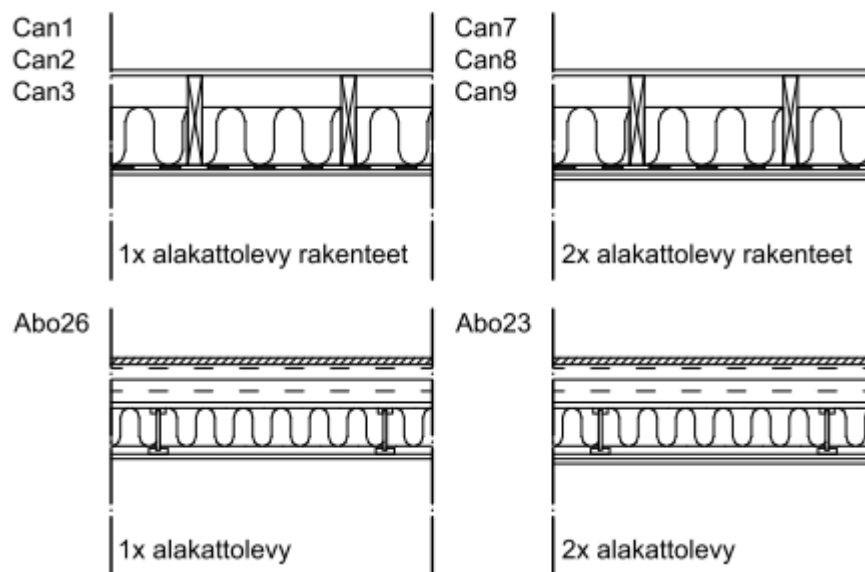 Can1
Can2
Can3
1x alakattolevy rakenteet
Can7
Can8
Can9
2x alakattolevy rakenteet
Abo26
1x alakattolevy
Abo23
2x alakattolevy